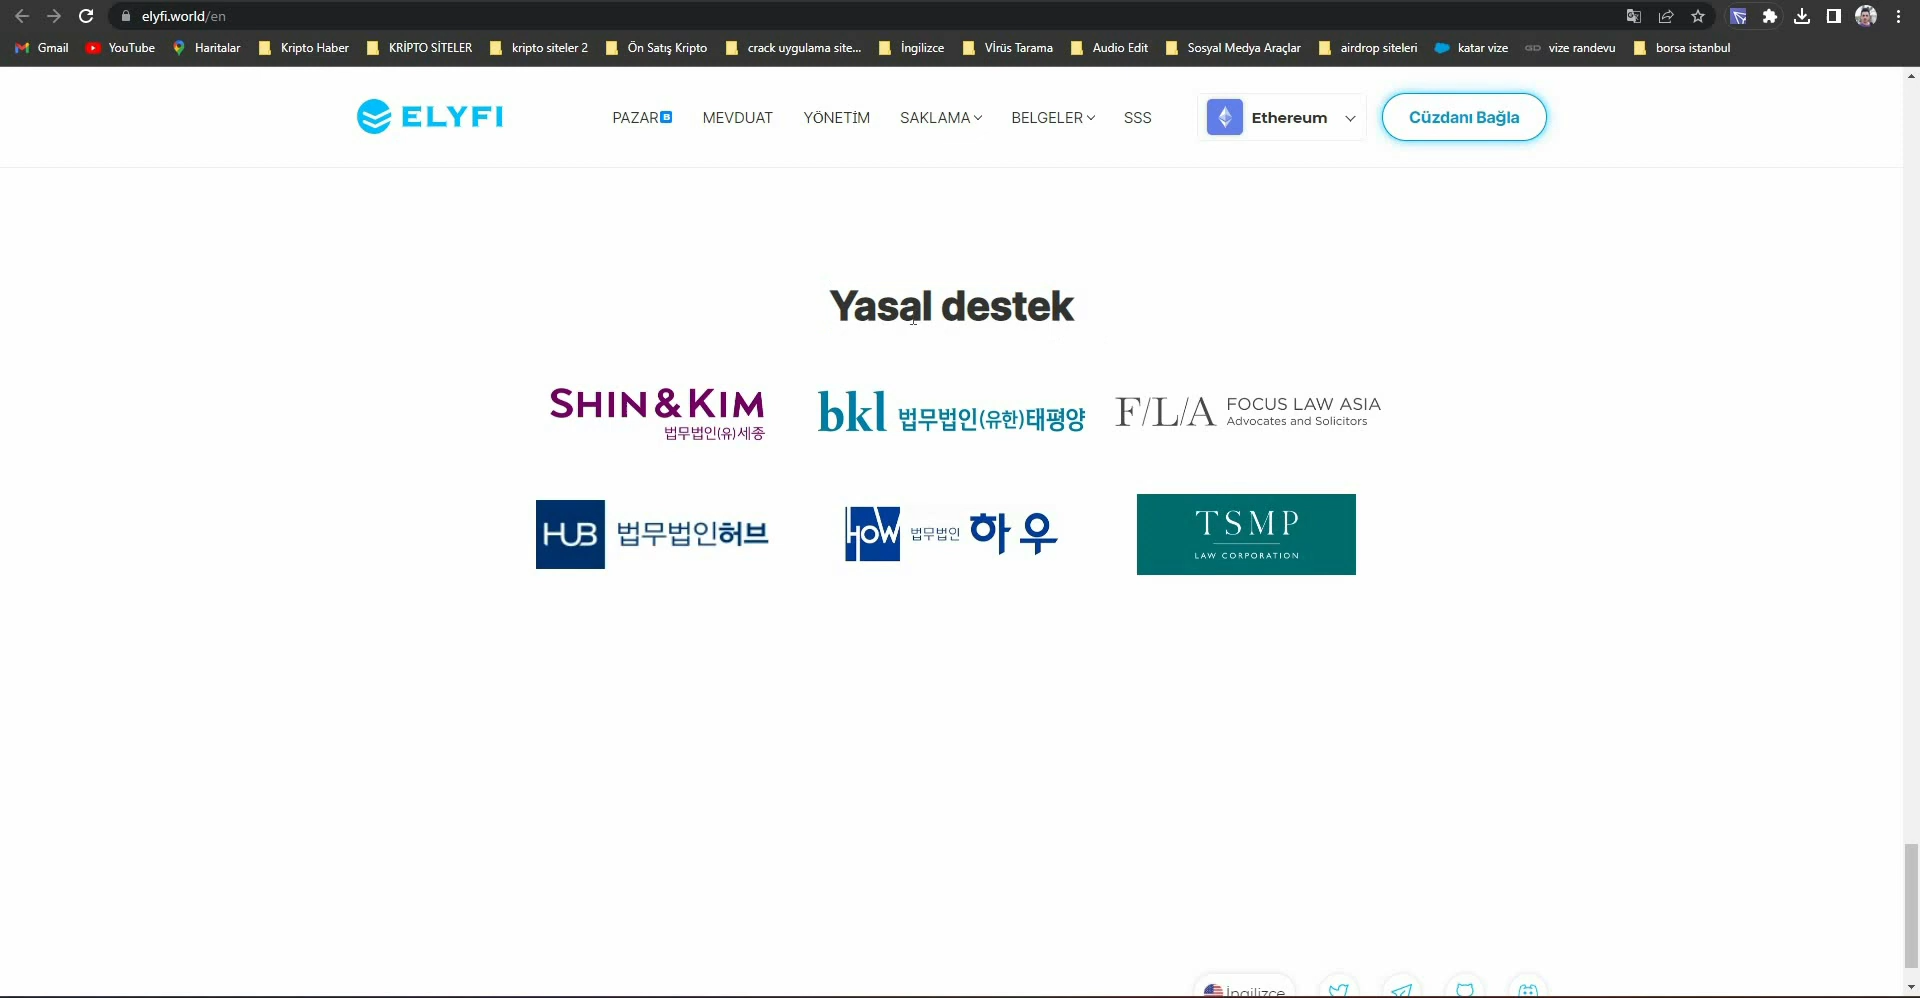 elyfi.world/en
Gmail YouTube Haritalar Kripto Haber KRİPTO SİTELER kripto siteler 2 Ön Satış Kripto crack uygulama site... İngilizce Vİrüs Tarama Audio Edit Sosyal Medya Araçlar airdrop siteleri katar vize GD vize randevu borsa istanbul
ELYFI PAZAR B MEVDUAT YÖNETİM SAKLAMA BELGELER SSS Ethereum Cüzdanı Bağla
Yasal destek
SHIN & KIM
법무법인(유)세종
bkl 법무법인(유한)태평양
F/L/A FOCUS LAW ASIA
Advocates and Solicitors
HUB 법무법인허브
HOW 법무법인 하우
TSMP
LAW CORPORATION
İngilizce